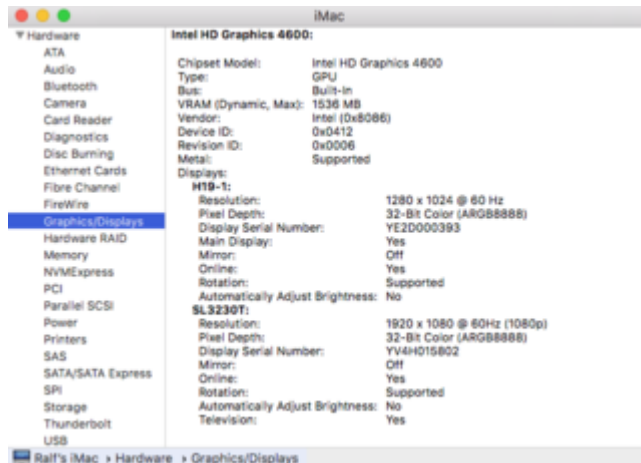 iMac
Hardware
ATA
Audio
Bluetooth
Camera
Card Reader
Diagnostics
Disc Burning
Ethernet Cards
Fibre Channel
FireWire
Graphics/Displays
Hardware RAID
Memory
NVMExpress
PCI
Parallel SCSI
Power
Printers
SAS
SATA/SATA Express
SPI
Storage
Thunderbolt
USB
Intel HD Graphics 4600:
Chipset Model: Intel HD Graphics 4600
Type: GPU
Bus: Built-In
VRAM (Dynamic, Max): 1536 MB
Vendor: Intel (0x8086)
Device ID: 0x0412
Revision ID: 0x0006
Metal: Supported
Displays:
H19-1:
Resolution: 1280 x 1024 @ 60 Hz
Pixel Depth: 32-Bit Color (ARGB8888)
Display Serial Number: YE2D000393
Main Display: Yes
Mirror: Off
Online: Yes
Rotation: Supported
Automatically Adjust Brightness: No
SL3230T:
Resolution: 1920 x 1080 @ 60Hz (1080p)
Pixel Depth: 32-Bit Color (ARGB8888)
Display Serial Number: YV4H015802
Mirror: Off
Online: Yes
Rotation: Supported
Automatically Adjust Brightness: No
Television: Yes
Ralf's iMac › Hardware › Graphics/Displays